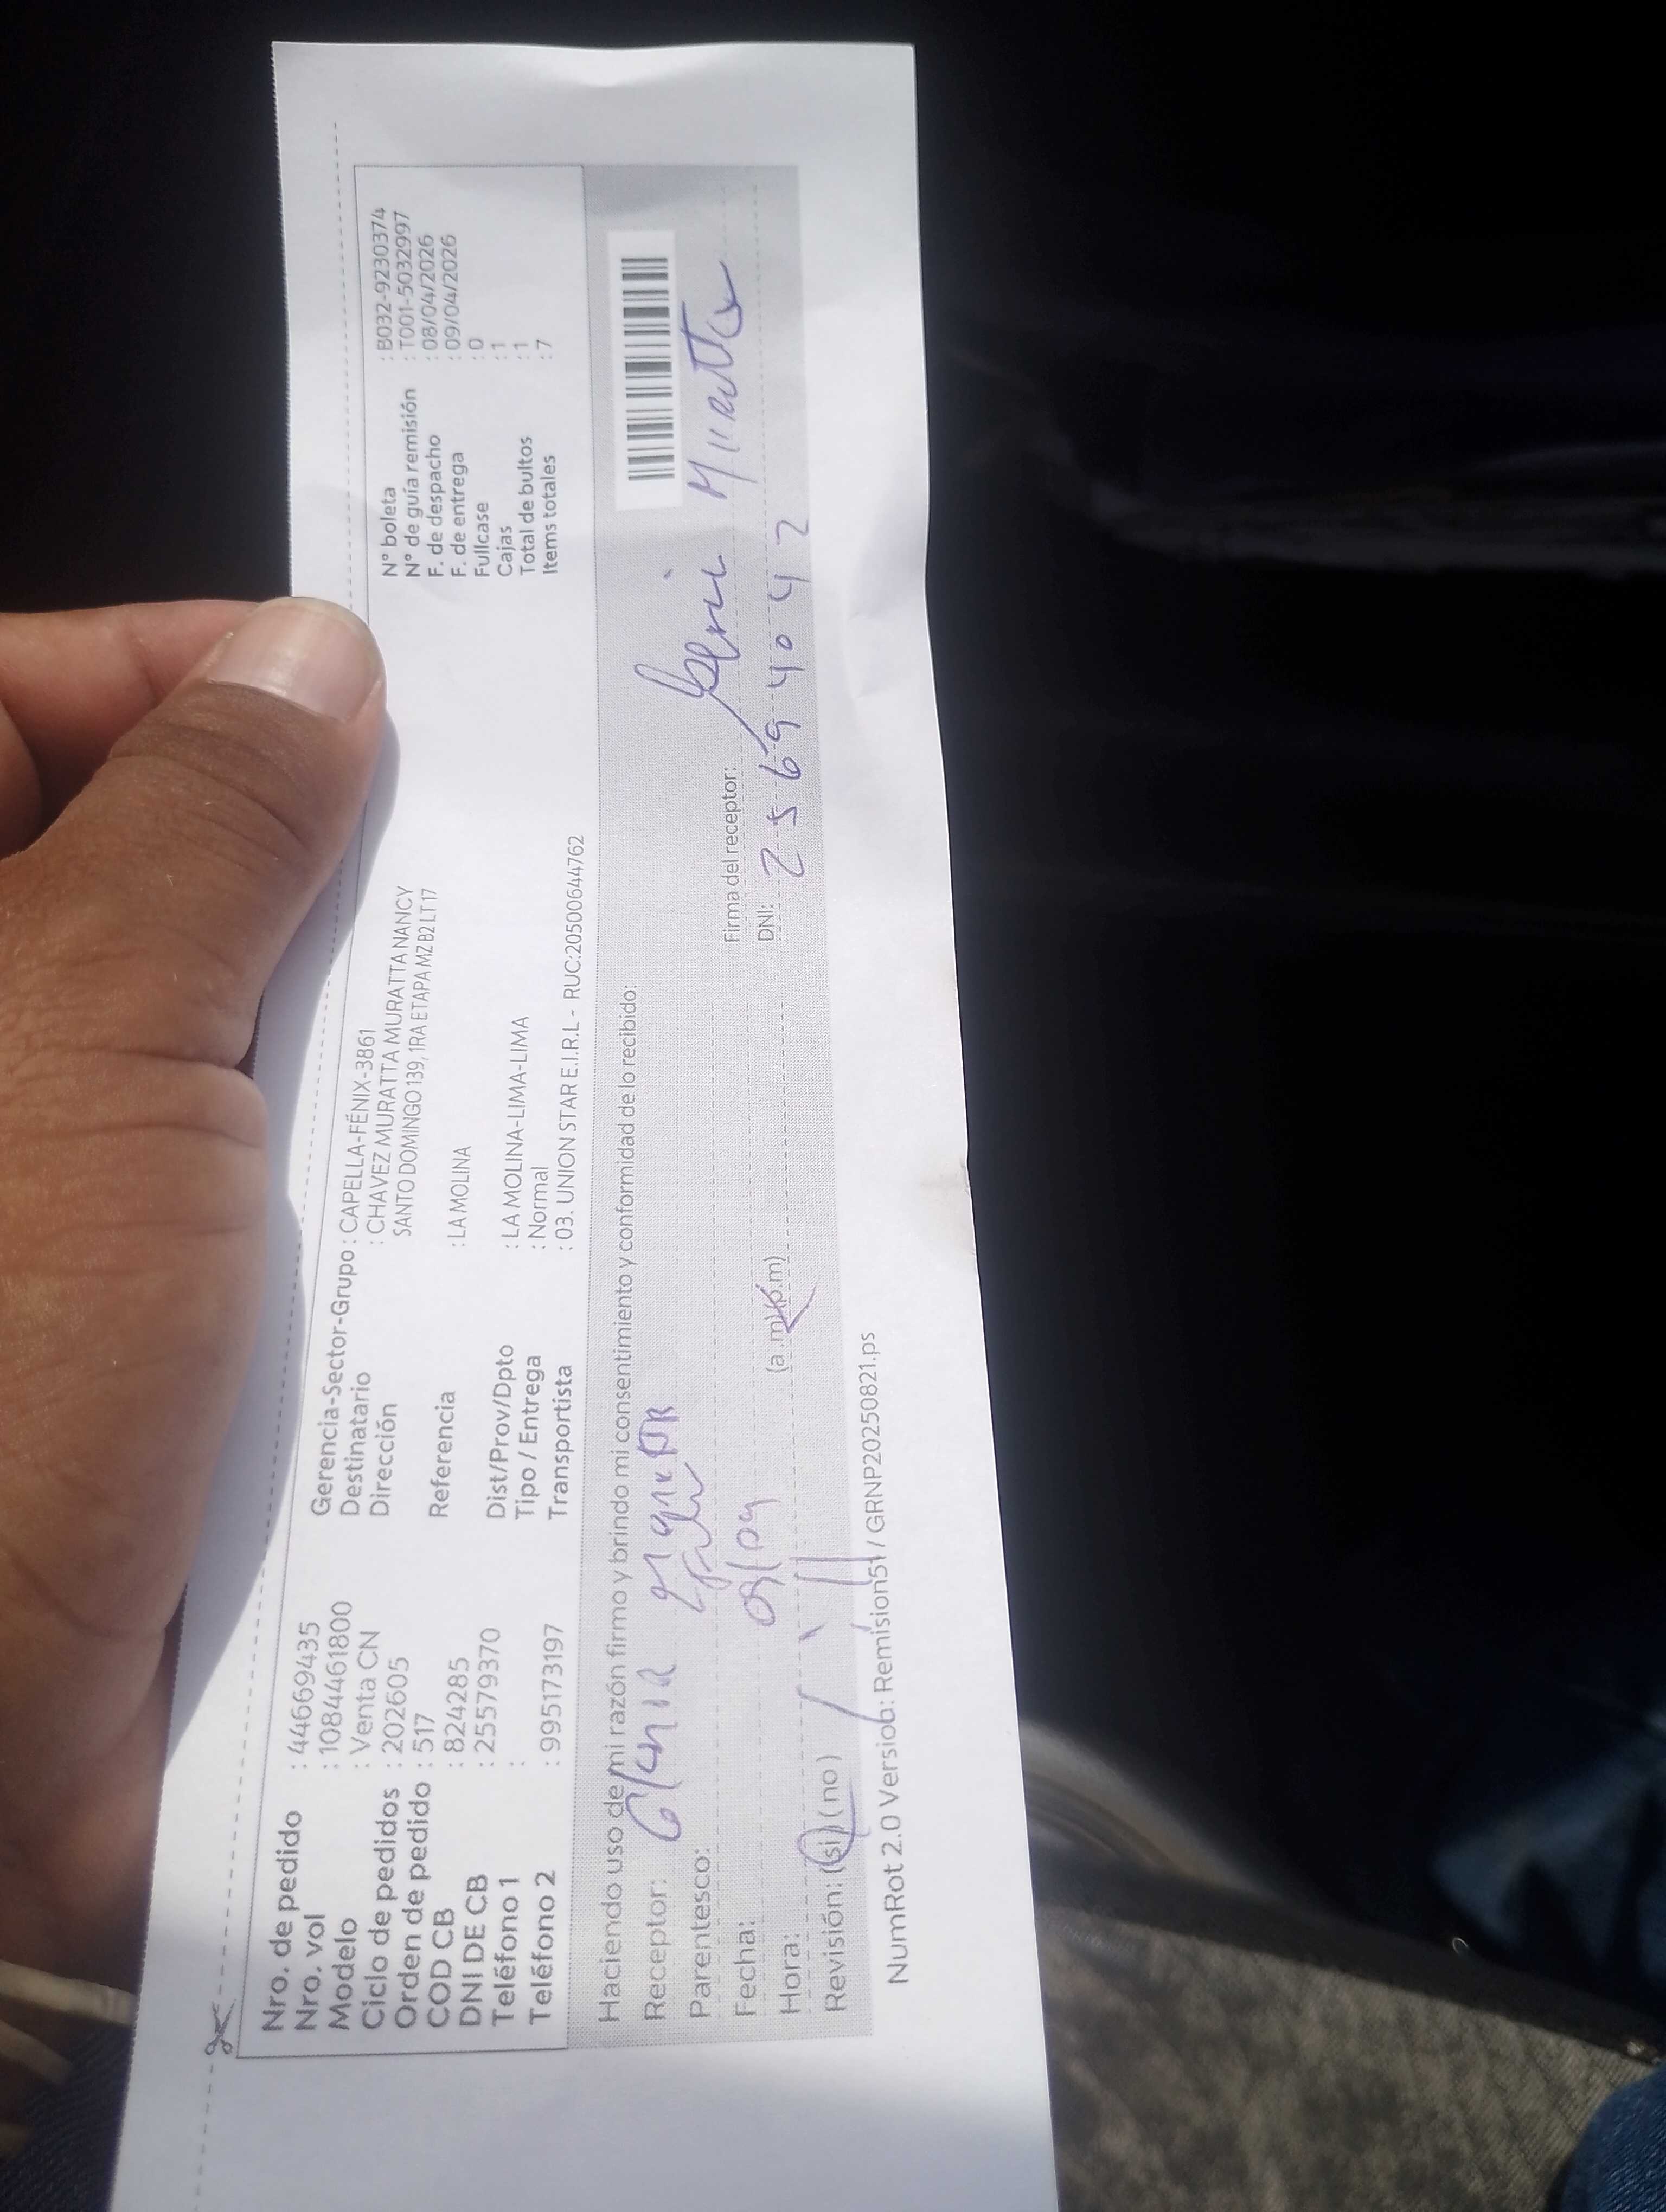 Nro. de pedido : 44669435
Nro. vol : 1084461800
Modelo : Venta CN
Ciclo de pedidos : 202605
Orden de pedido : 517
COD CB : 824285
DNI DE CB : 25579370
Teléfono 1 :
Teléfono 2 : 995173197
Gerencia-Sector-Grupo : CAPELLA-FÉNIX-3861
Destinatario : CHAVEZ MURATTA MURATTA NANCY
Dirección SANTO DOMINGO 139, 1RA ETAPA MZ B2 LT 17
Referencia : LA MOLINA
Dist/Prov/Dpto : LA MOLINA-LIMA-LIMA
Tipo / Entrega : Normal
Transportista : 03. UNION STAR E.I.R.L - RUC:20500644762
N° boleta : B032-9230374
N° de guía remisión : T001-5032997
F. de despacho : 08/04/2026
F. de entrega : 09/04/2026
Fullcase : 0
Cajas : 1
Total de bultos : 1
Items totales : 7
Haciendo uso de mi razón firmo y brindo mi consentimiento y conformidad de lo recibido:
Receptor:
Parentesco:
Fecha: 09/04
Hora: (a.m)(p.m)
Revisión: (si) (no)
Firma del receptor: Muratta
DNI: 25694042
NumRot 2.0 Versiob: Remision51 / GRNP20250821.ps